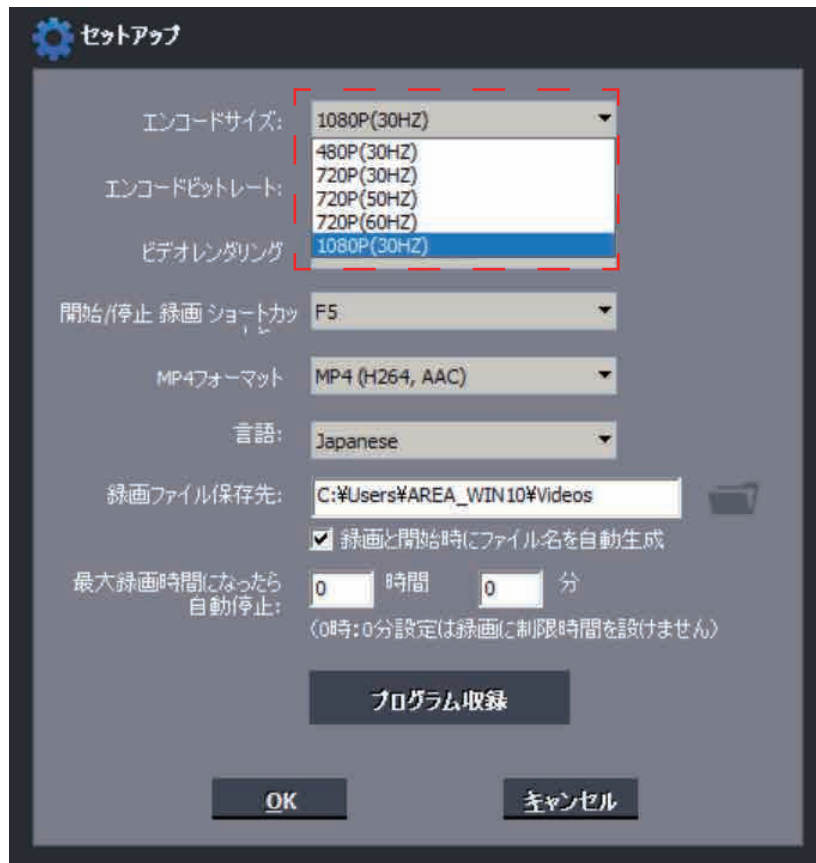 セットアップ
エンコードサイズ: 1080P(30HZ)
480P(30HZ)
720P(30HZ)
エンコードビットレート:
720P(50HZ)
720P(60HZ)
ビデオレンダリング 1080P(30HZ)
開始/停止 録画 ショートカッ F5
MP4フォーマット MP4 (H264, AAC)
言語: Japanese
録画ファイル保存先: C:¥Users¥AREA_WIN10¥Videos
録画と開始時にファイル名を自動生成
最大録画時間になったら 0 時間 0 分
自動停止:
(0時:0分設定は録画に制限時間を設けません)
プログラム収録
OK キャンセル